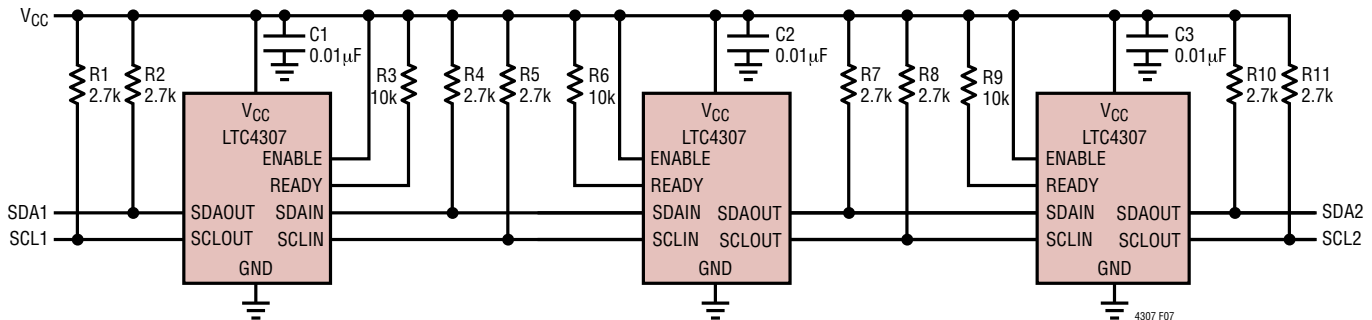 VCC
R1
2.7k
R2
2.7k
C1
0.01µF
R3
10k
R4
2.7k
R5
2.7k
R6
10k
C2
0.01µF
R7
2.7k
R8
2.7k
R9
10k
C3
0.01µF
R10
2.7k
R11
2.7k
VCC
LTC4307
ENABLE
READY
SDAOUT SDAIN
SCLOUT SCLIN
GND
VCC
LTC4307
ENABLE
READY
SDAIN SDAOUT
SCLIN SCLOUT
GND
VCC
LTC4307
ENABLE
READY
SDAIN SDAOUT
SCLIN SCLOUT
GND
SDA1
SCL1
SDA2
SCL2
4307 F07